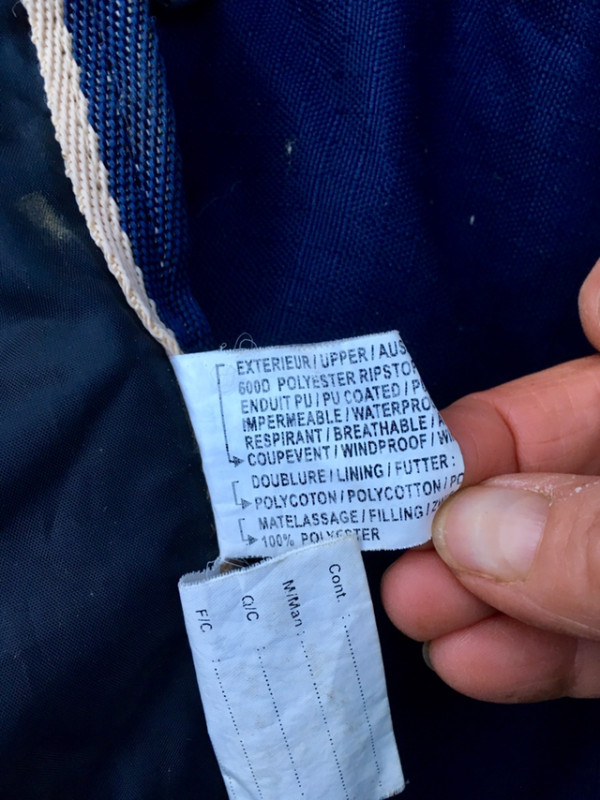 EXTERIEUR / UPPER / AUS
600D POLYESTER RIPSTO
ENDUIT PU / PU COATED /
IMPERMEABLE / WATERPRO
RESPIRANT / BREATHABLE /
COUPEVENT / WINDPROOF /
DOUBLURE / LINING / FUTTER :
POLYCOTON / POLYCOTTON /
MATELASSAGE / FILLING /
100% POLYESTER
Cont. :
M/Man :
Q/C :
F/C :